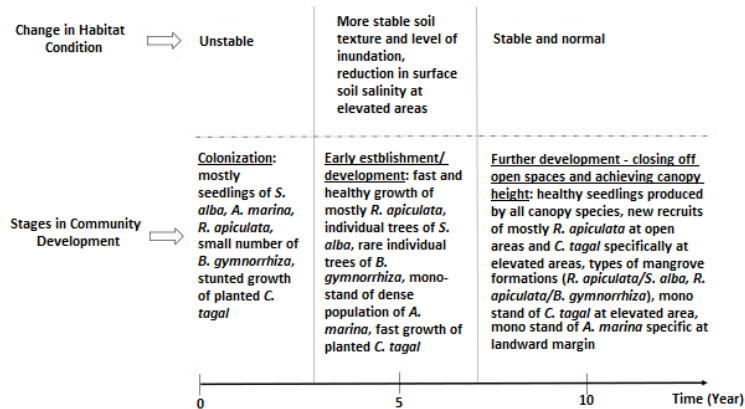 Change in Habitat
Condition
Unstable
More stable soil
texture and level of
inundation,
reduction in surface
soil salinity at
elevated areas
Stable and normal
Stages in Community
Development
Colonization:
mostly
seedlings of S.
alba, A. marina,
R. apiculata,
small number of
B. gymnorrhiza,
stunted growth
of planted C.
tagal
Early estblishment/
development: fast and
healthy growth of
mostly R. apiculata,
individual trees of S.
alba, rare individual
trees of B.
gymnorrhiza, mono-
stand of dense
population of A.
marina, fast growth of
planted C. tagal
Further development - closing off
open spaces and achieving canopy
height: healthy seedlings produced
by all canopy species, new recruits
of mostly R. apiculata at open
areas and C. tagal specifically at
elevated areas, types of mangrove
formations (R. apiculata/S. alba, R.
apiculata/B. gymnorrhiza), mono
stand of C. tagal at elevated area,
mono stand of A. marina specific at
landward margin
0
5
10
Time (Year)